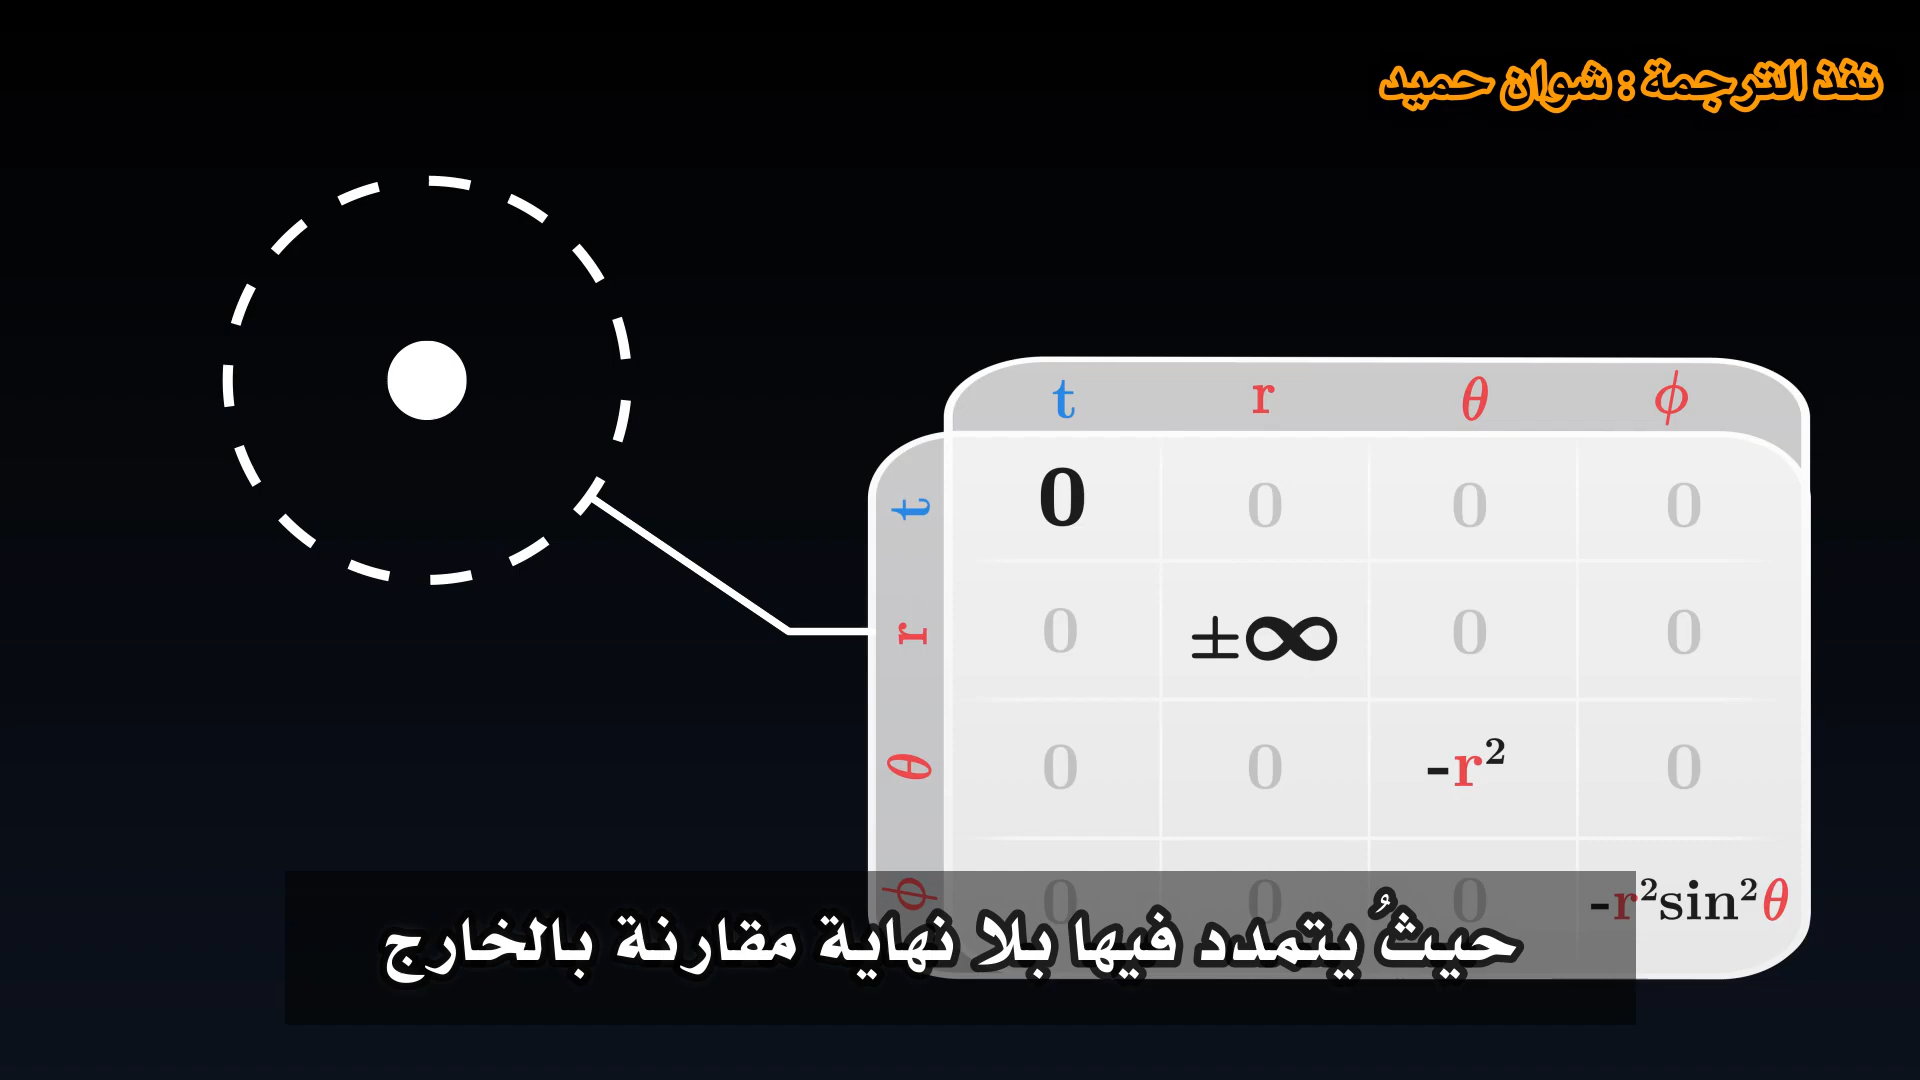 نفذ الترجمة : شوان حميد
t r θ ϕ
t 0 0 0 0
r 0 ±∞ 0 0
θ 0 0 -r² 0
ϕ 0 0 0 -r²sin²θ
حيثُ يتمدد فيها بلا نهاية مقارنة بالخارج